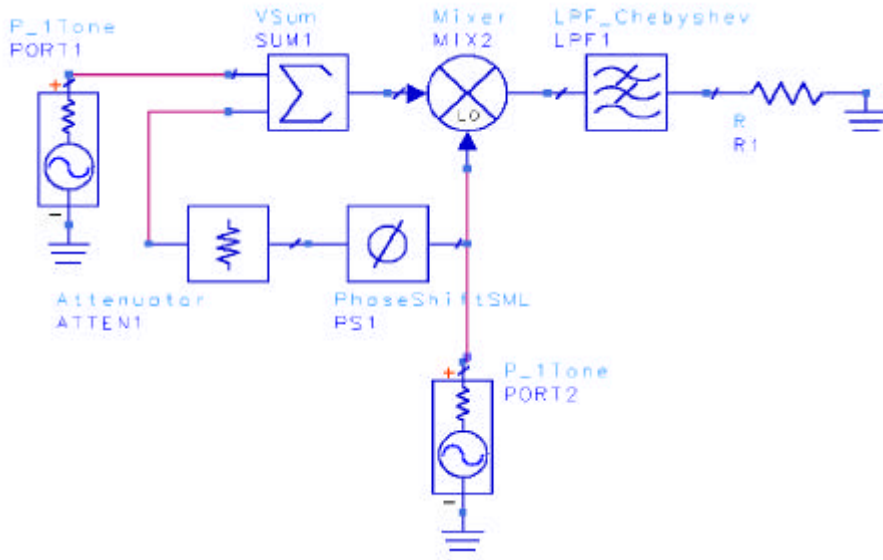 P_1Tone
PORT1
VSum
SUM1
Mixer
MIX2
LPF_Chebyshev
LPF1
+
LO
R
R1
-
Attenuator
ATTEN1
PhaseShiftSML
PS1
+
P_1Tone
PORT2
-